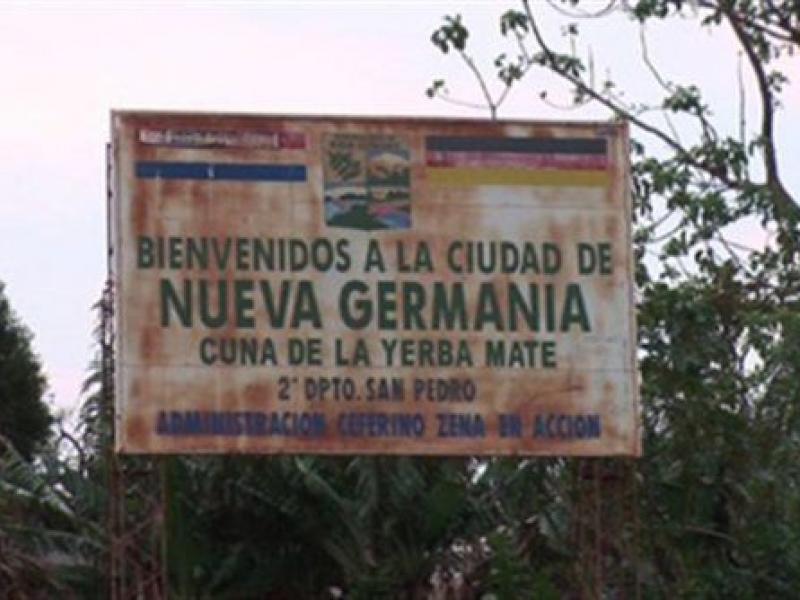 BIENVENIDOS A LA CIUDAD DE
NUEVA GERMANIA
CUNA DE LA YERBA MATE
2° DPTO. SAN PEDRO
ADMINISTRACION CEFERINO ZENA EN ACCION